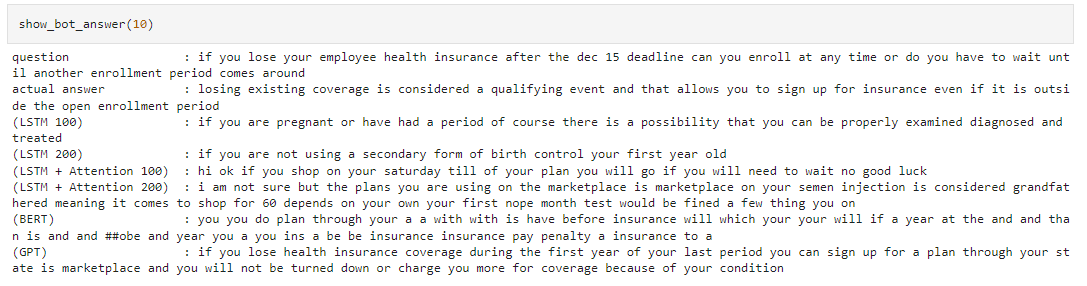 show_bot_answer(10)
question                : if you lose your employee health insurance after the dec 15 deadline can you enroll at any time or do you have to wait unt
il another enrollment period comes around
actual answer           : losing existing coverage is considered a qualifying event and that allows you to sign up for insurance even if it is outsi
de the open enrollment period
(LSTM 100)              : if you are pregnant or have had a period of course there is a possibility that you can be properly examined diagnosed and
treated
(LSTM 200)              : if you are not using a secondary form of birth control your first year old
(LSTM + Attention 100)  : hi ok if you shop on your saturday till of your plan you will go if you will need to wait no good luck
(LSTM + Attention 200)  : i am not sure but the plans you are using on the marketplace is marketplace on your semen injection is considered grandfat
hered meaning it comes to shop for 60 depends on your own your first nope month test would be fined a few thing you on
(BERT)                  : you you do plan through your a a with with is have before insurance will which your your will if a year at the and and tha
n is and and ##obe and year you a you ins a be be insurance insurance pay penalty a insurance to a
(GPT)                   : if you lose health insurance coverage during the first year of your last period you can sign up for a plan through your st
ate is marketplace and you will not be turned down or charge you more for coverage because of your condition